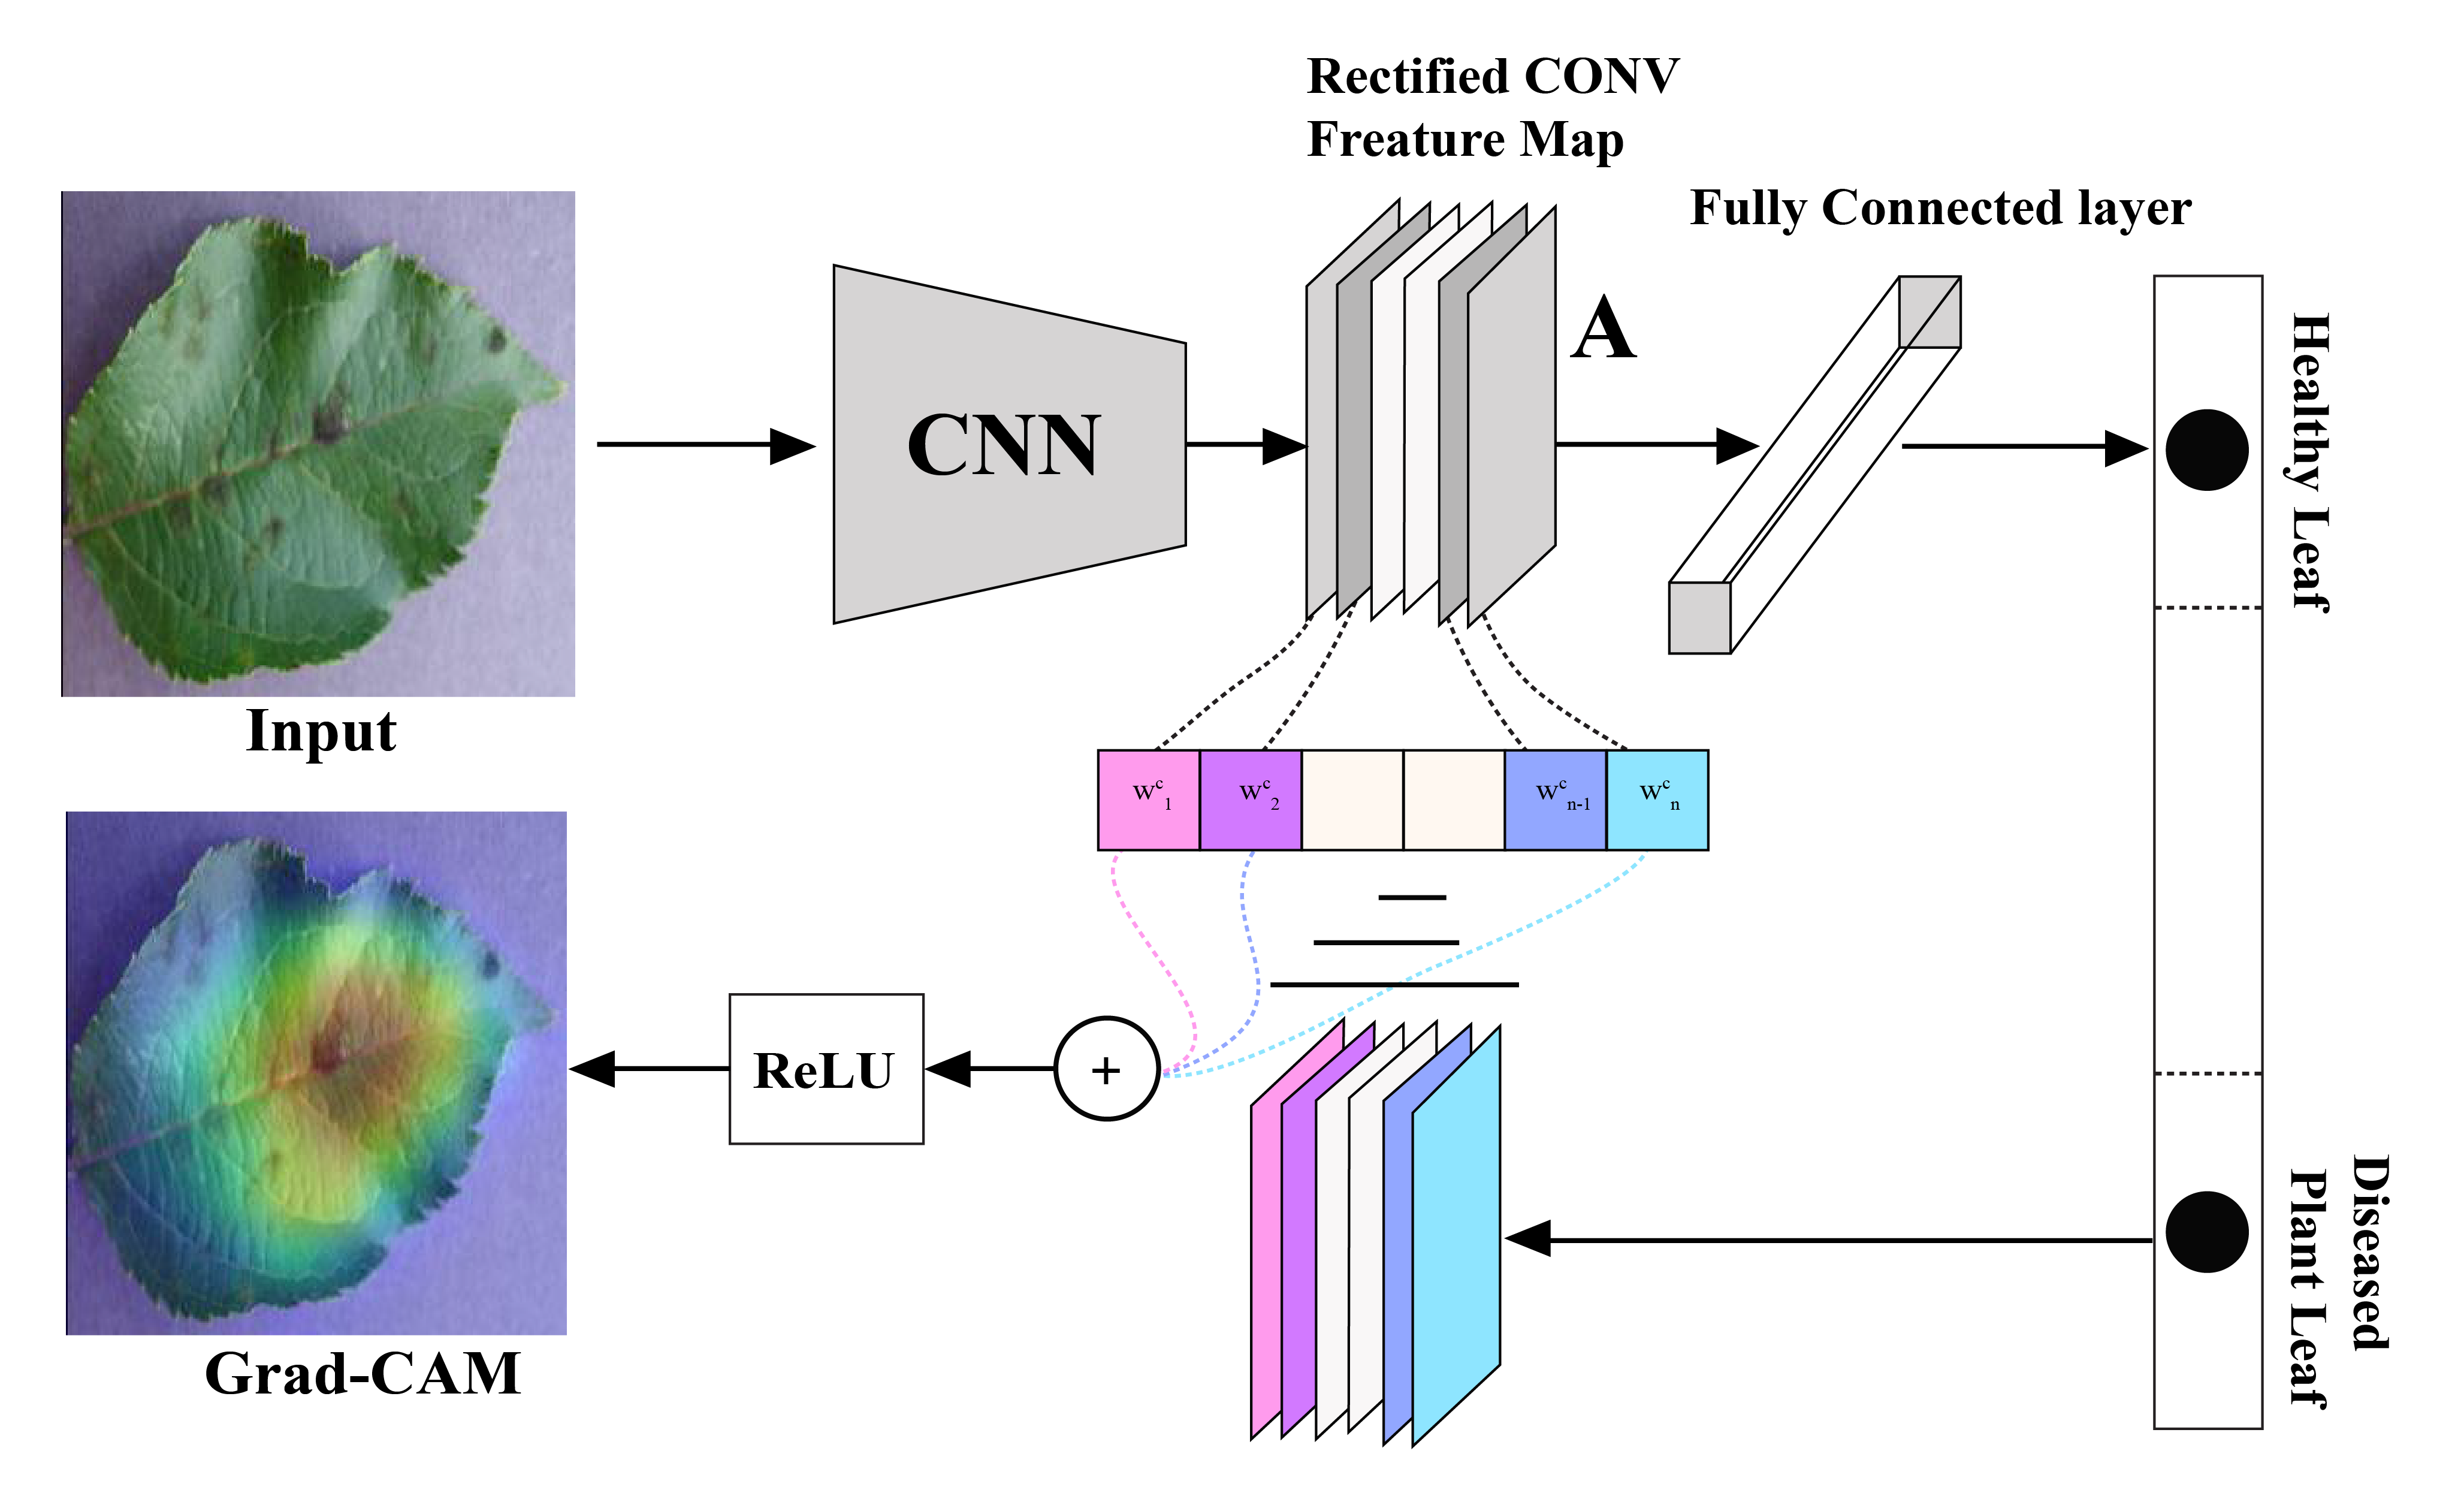 Rectified CONV
Freature Map
Fully Connected layer
A
CNN
Healthy Leaf
Input
w^c_1
w^c_2
w^c_n-1
w^c_n
+
ReLU
Diseased
Plant Leaf
Grad-CAM